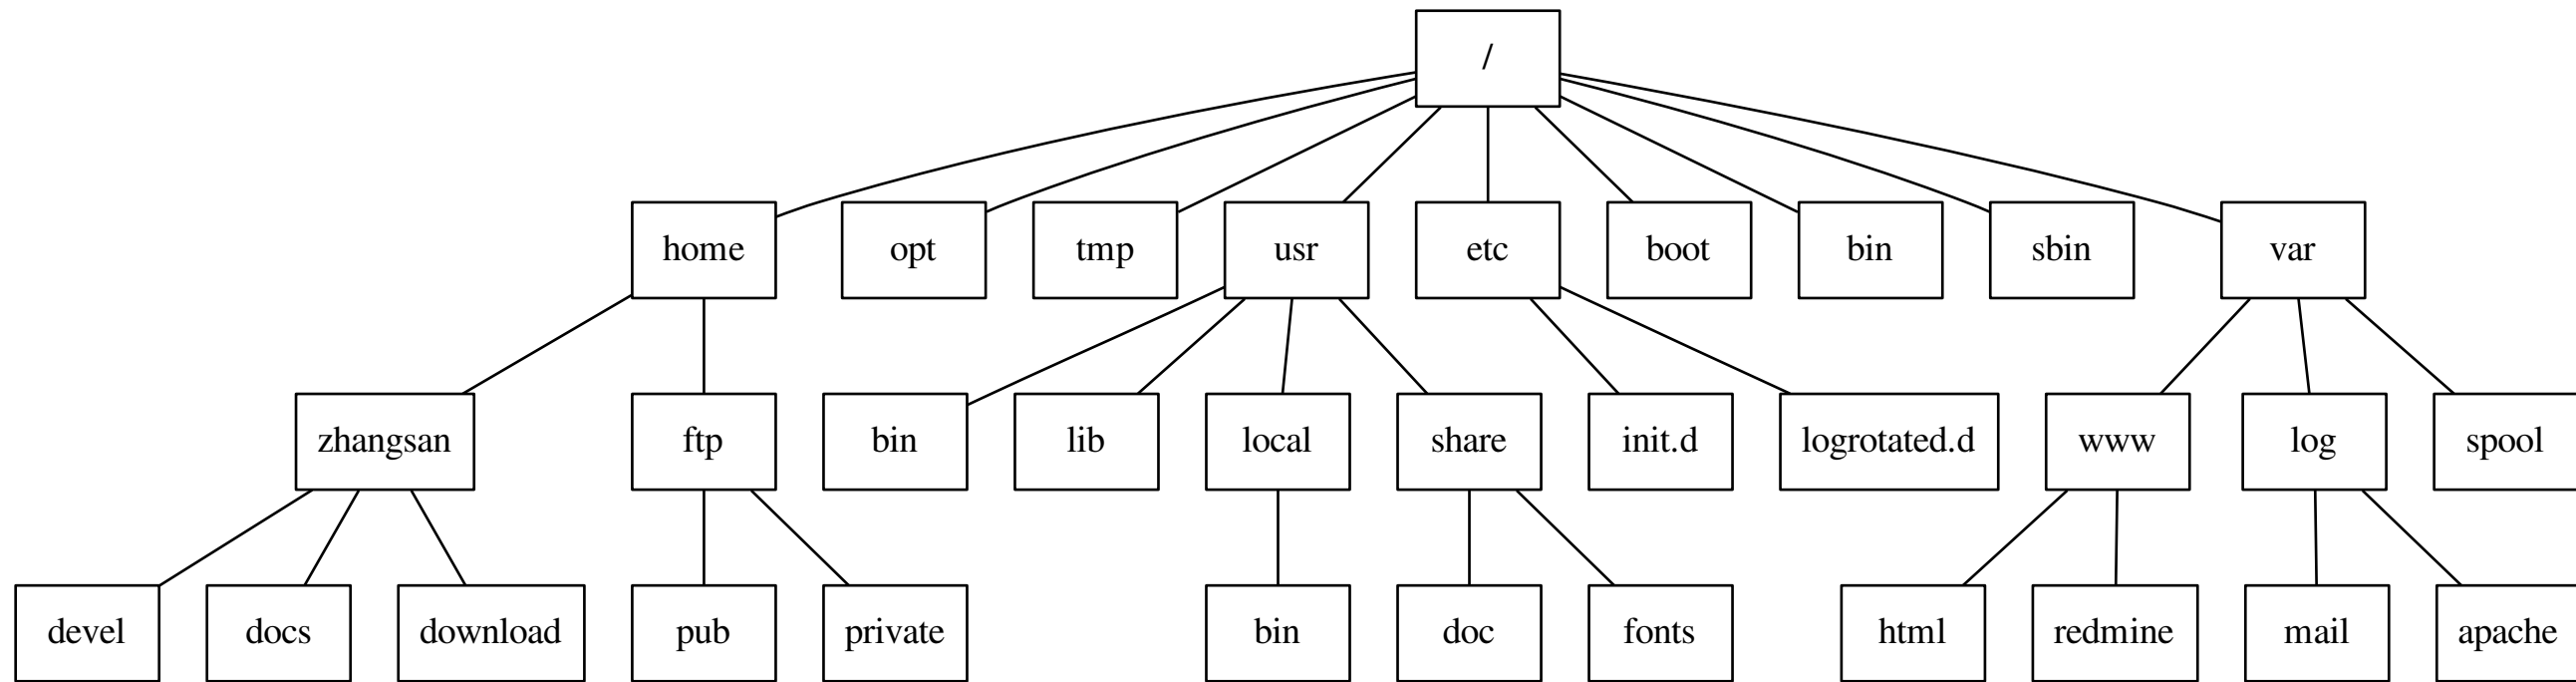 /
home
opt
tmp
usr
etc
boot
bin
sbin
var
zhangsan
ftp
bin
lib
local
share
init.d
logrotated.d
www
log
spool
devel
docs
download
pub
private
bin
doc
fonts
html
redmine
mail
apache